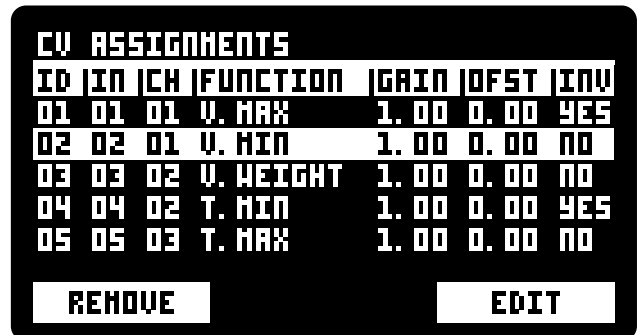 CV ASSIGNMENTS
ID |IN |CH |FUNCTION |GAIN |OFST |INV
01 01 01 V. MAX 1. 00 0. 00 YES
02 02 01 V. MIN 1. 00 0. 00 NO
03 03 02 V. WEIGHT 1. 00 0. 00 NO
04 04 02 T. MIN 1. 00 0. 00 YES
05 05 03 T. MAX 1. 00 0. 00 NO
REMOVE EDIT